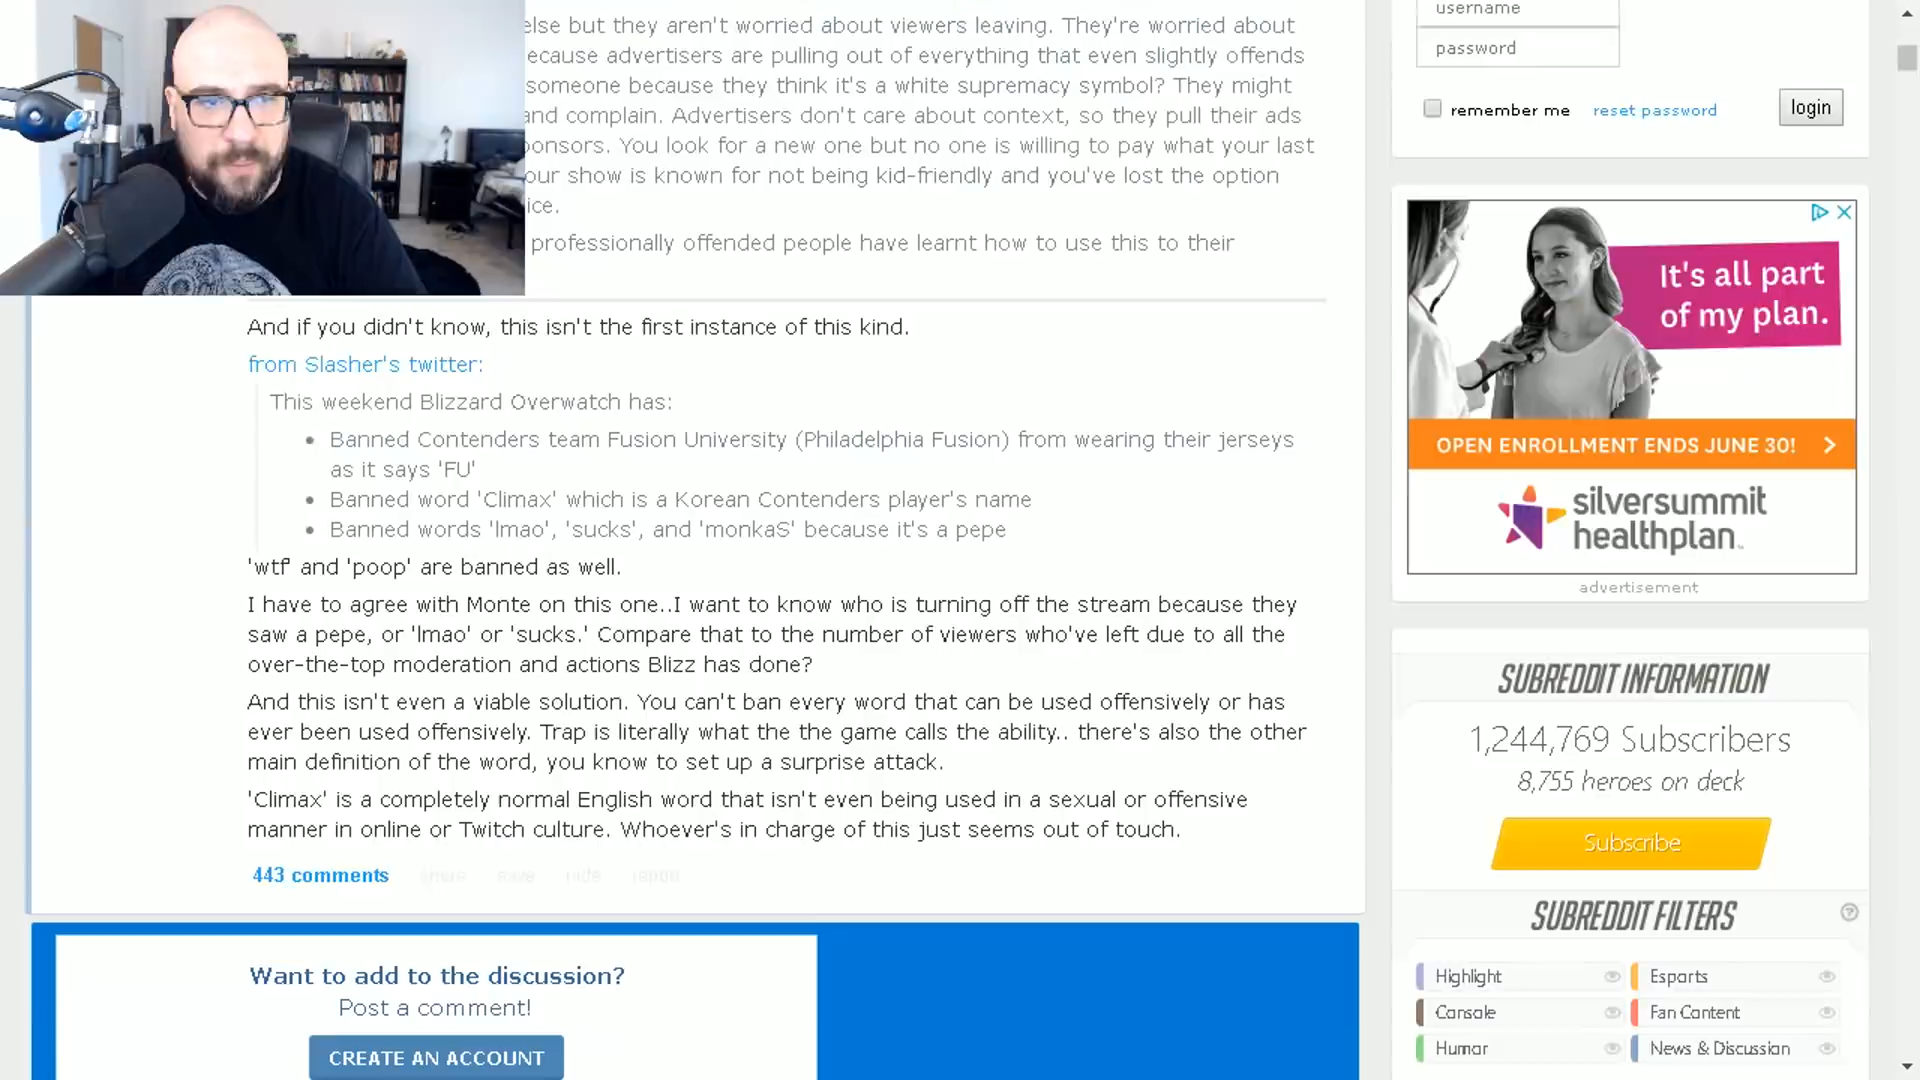 else but they aren't worried about viewers leaving. They're worried about
ecause advertisers are pulling out of everything that even slightly offends
someone because they think it's a white supremacy symbol? They might
and complain. Advertisers don't care about context, so they pull their ads
ponsors. You look for a new one but no one is willing to pay what your last
our show is known for not being kid-friendly and you've lost the option
ice.
professionally offended people have learnt how to use this to their
And if you didn't know, this isn't the first instance of this kind.
from Slasher's twitter:
This weekend Blizzard Overwatch has:
• Banned Contenders team Fusion University (Philadelphia Fusion) from wearing their jerseys
as it says 'FU'
• Banned word 'Climax' which is a Korean Contenders player's name
• Banned words 'lmao', 'sucks', and 'monkaS' because it's a pepe
'wtf' and 'poop' are banned as well.
I have to agree with Monte on this one..I want to know who is turning off the stream because they
saw a pepe, or 'lmao' or 'sucks.' Compare that to the number of viewers who've left due to all the
over-the-top moderation and actions Blizz has done?
And this isn't even a viable solution. You can't ban every word that can be used offensively or has
ever been used offensively. Trap is literally what the the game calls the ability.. there's also the other
main definition of the word, you know to set up a surprise attack.
'Climax' is a completely normal English word that isn't even being used in a sexual or offensive
manner in online or Twitch culture. Whoever's in charge of this just seems out of touch.
443 comments share save hide report
Want to add to the discussion?
Post a comment!
CREATE AN ACCOUNT
username
password
remember me reset password login
It's all part
of my plan.
OPEN ENROLLMENT ENDS JUNE 30!
silversummit
healthplan
advertisement
SUBREDDIT INFORMATION
1,244,769 Subscribers
8,755 heroes on deck
Subscribe
SUBREDDIT FILTERS
Highlight Esports
Console Fan Content
Humor News & Discussion